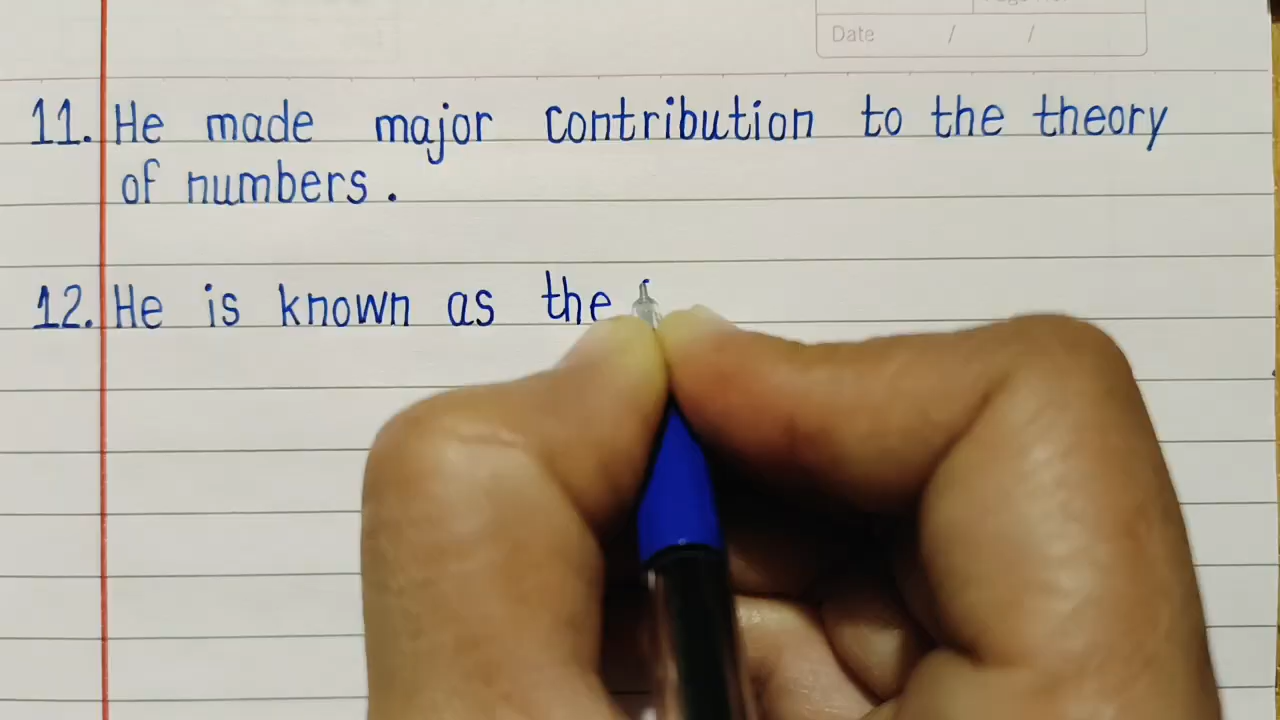 Date / /
11. He made major contribution to the theory
of numbers.
12. He is known as the